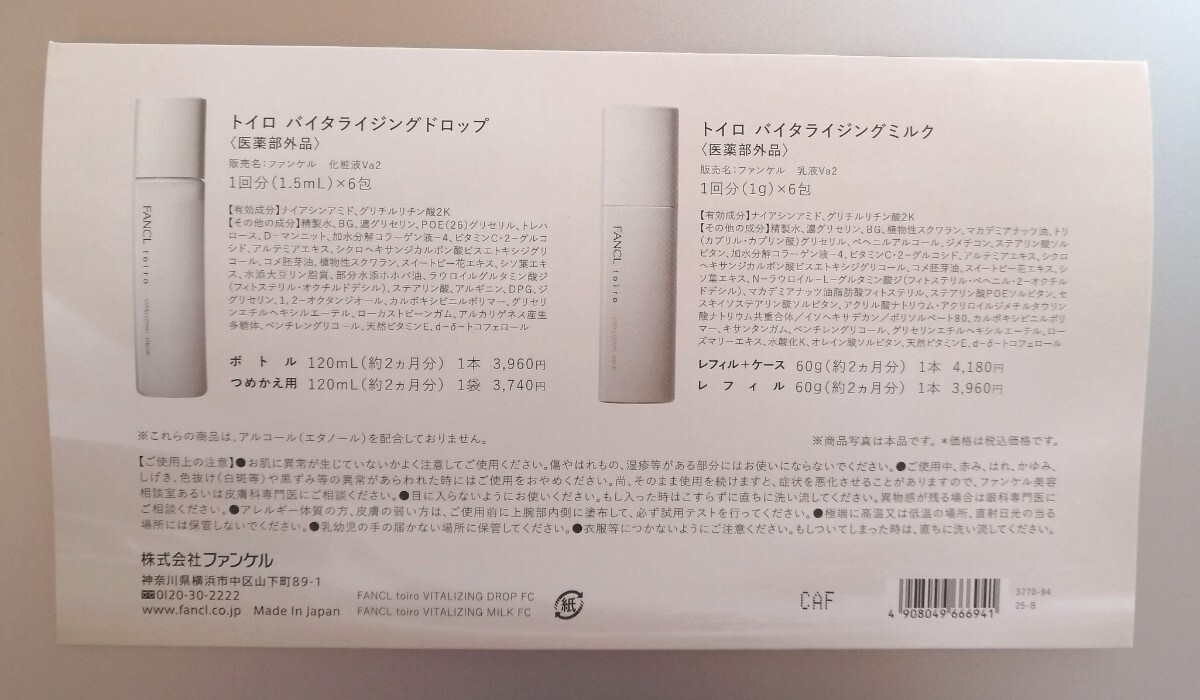 トイロ バイタライジングドロップ
〈医薬部外品〉
販売名：ファンケル 化粧液Va2
1回分(1.5mL)×6包
【有効成分】ナイアシンアミド、グリチルリチン酸2K
【その他の成分】精製水、BG、濃グリセリン、POE(26)グリセリル、トレハ
ロース、D-マンニット、加水分解コラーゲン液-4、ビタミンC・2-グルコ
シド、アルテミアエキス、シクロヘキサンジカルボン酸ビスエトキシジグリ
コール、コメ胚芽油、植物性スクワラン、スイートピー花エキス、シソ葉エキ
ス、水添大豆リン脂質、部分水添ホホバ油、ラウロイルグルタミン酸ジ
(フィトステリル・オクチルドデシル)、ステアリン酸、アルギニン、DPG、ジ
グリセリン、1,2-オクタンジオール、カルボキシビニルポリマー、グリセリ
ンエチルヘキシルエーテル、ローカストビーンガム、アルカリゲネス産生
多糖体、ペンチレングリコール、天然ビタミンE、d-δ-トコフェロール
ボトル 120mL(約2ヵ月分) 1本 3,960円
つめかえ用 120mL(約2ヵ月分) 1袋 3,740円
FANCL toiro VITALIZING DROP
トイロ バイタライジングミルク
〈医薬部外品〉
販売名：ファンケル 乳液Va2
1回分(1g)×6包
【有効成分】ナイアシンアミド、グリチルリチン酸2K
【その他の成分】精製水、濃グリセリン、BG、植物性スクワラン、マカデミアナッツ油、トリ
(カプリル・カプリン酸)グリセリル、ベヘニルアルコール、ジメチコン、ステアリン酸ソル
ビタン、加水分解コラーゲン液-4、ビタミンC・2-グルコシド、アルテミアエキス、シクロ
ヘキサンジカルボン酸ビスエトキシジグリコール、コメ胚芽油、スイートピー花エキス、シ
ソ葉エキス、N-ラウロイル-L-グルタミン酸ジ(フィトステリル・ベヘニル・2-オクチル
ドデシル)、マカデミアナッツ油脂肪酸フィトステリル、ステアリン酸POEソルビタン、セ
スキイソステアリン酸ソルビタン、アクリル酸ナトリウム・アクリロイルジメチルタウリン
酸ナトリウム共重合体/イソヘキサデカン/ポリソルベート80、カルボキシビニルポリ
マー、キサンタンガム、ペンチレングリコール、グリセリンエチルヘキシルエーテル、ロー
ズマリーエキス、水酸化K、オレイン酸ソルビタン、天然ビタミンE、d-δ-トコフェロール
レフィル+ケース 60g(約2ヵ月分) 1本 4,180円
レフィル 60g(約2ヵ月分) 1本 3,960円
FANCL toiro
※これらの商品は、アルコール(エタノール)を配合しておりません。
※商品写真は本品です。*価格は税込価格です。
【ご使用上の注意】●お肌に異常が生じていないかよく注意してご使用ください。傷やはれもの、湿疹等がある部分にはお使いにならないでください。●ご使用中、赤み、はれ、かゆみ、
しげき、色抜け(白斑等)や黒ずみ等の異常があらわれた時にはご使用をおやめください。尚、そのまま使用を続けますと、症状を悪化させることがありますので、ファンケル美容
相談室あるいは皮膚科専門医にご相談ください。●目に入らないようにお使いください。もし入った時はこすらずに直ちに洗い流してください。異物感が残る場合は眼科専門医に
ご相談ください。●アレルギー体質の方、皮膚の弱い方は、ご使用前に上腕部内側に塗布して、必ず試用テストを行ってください。●極端に高温又は低温の場所、直射日光の当る
場所には保管しないでください。●乳幼児の手の届かない場所に保管してください。●衣服等につかないようにご注意ください。もしついてしまった時は、直ちに洗い流してください。
株式会社ファンケル
神奈川県横浜市中区山下町89-1
0120-30-2222
www.fancl.co.jp Made In Japan
FANCL toiro VITALIZING DROP FC
FANCL toiro VITALIZING MILK FC
紙
CAF
4 908049 666941
3770-94
25-B